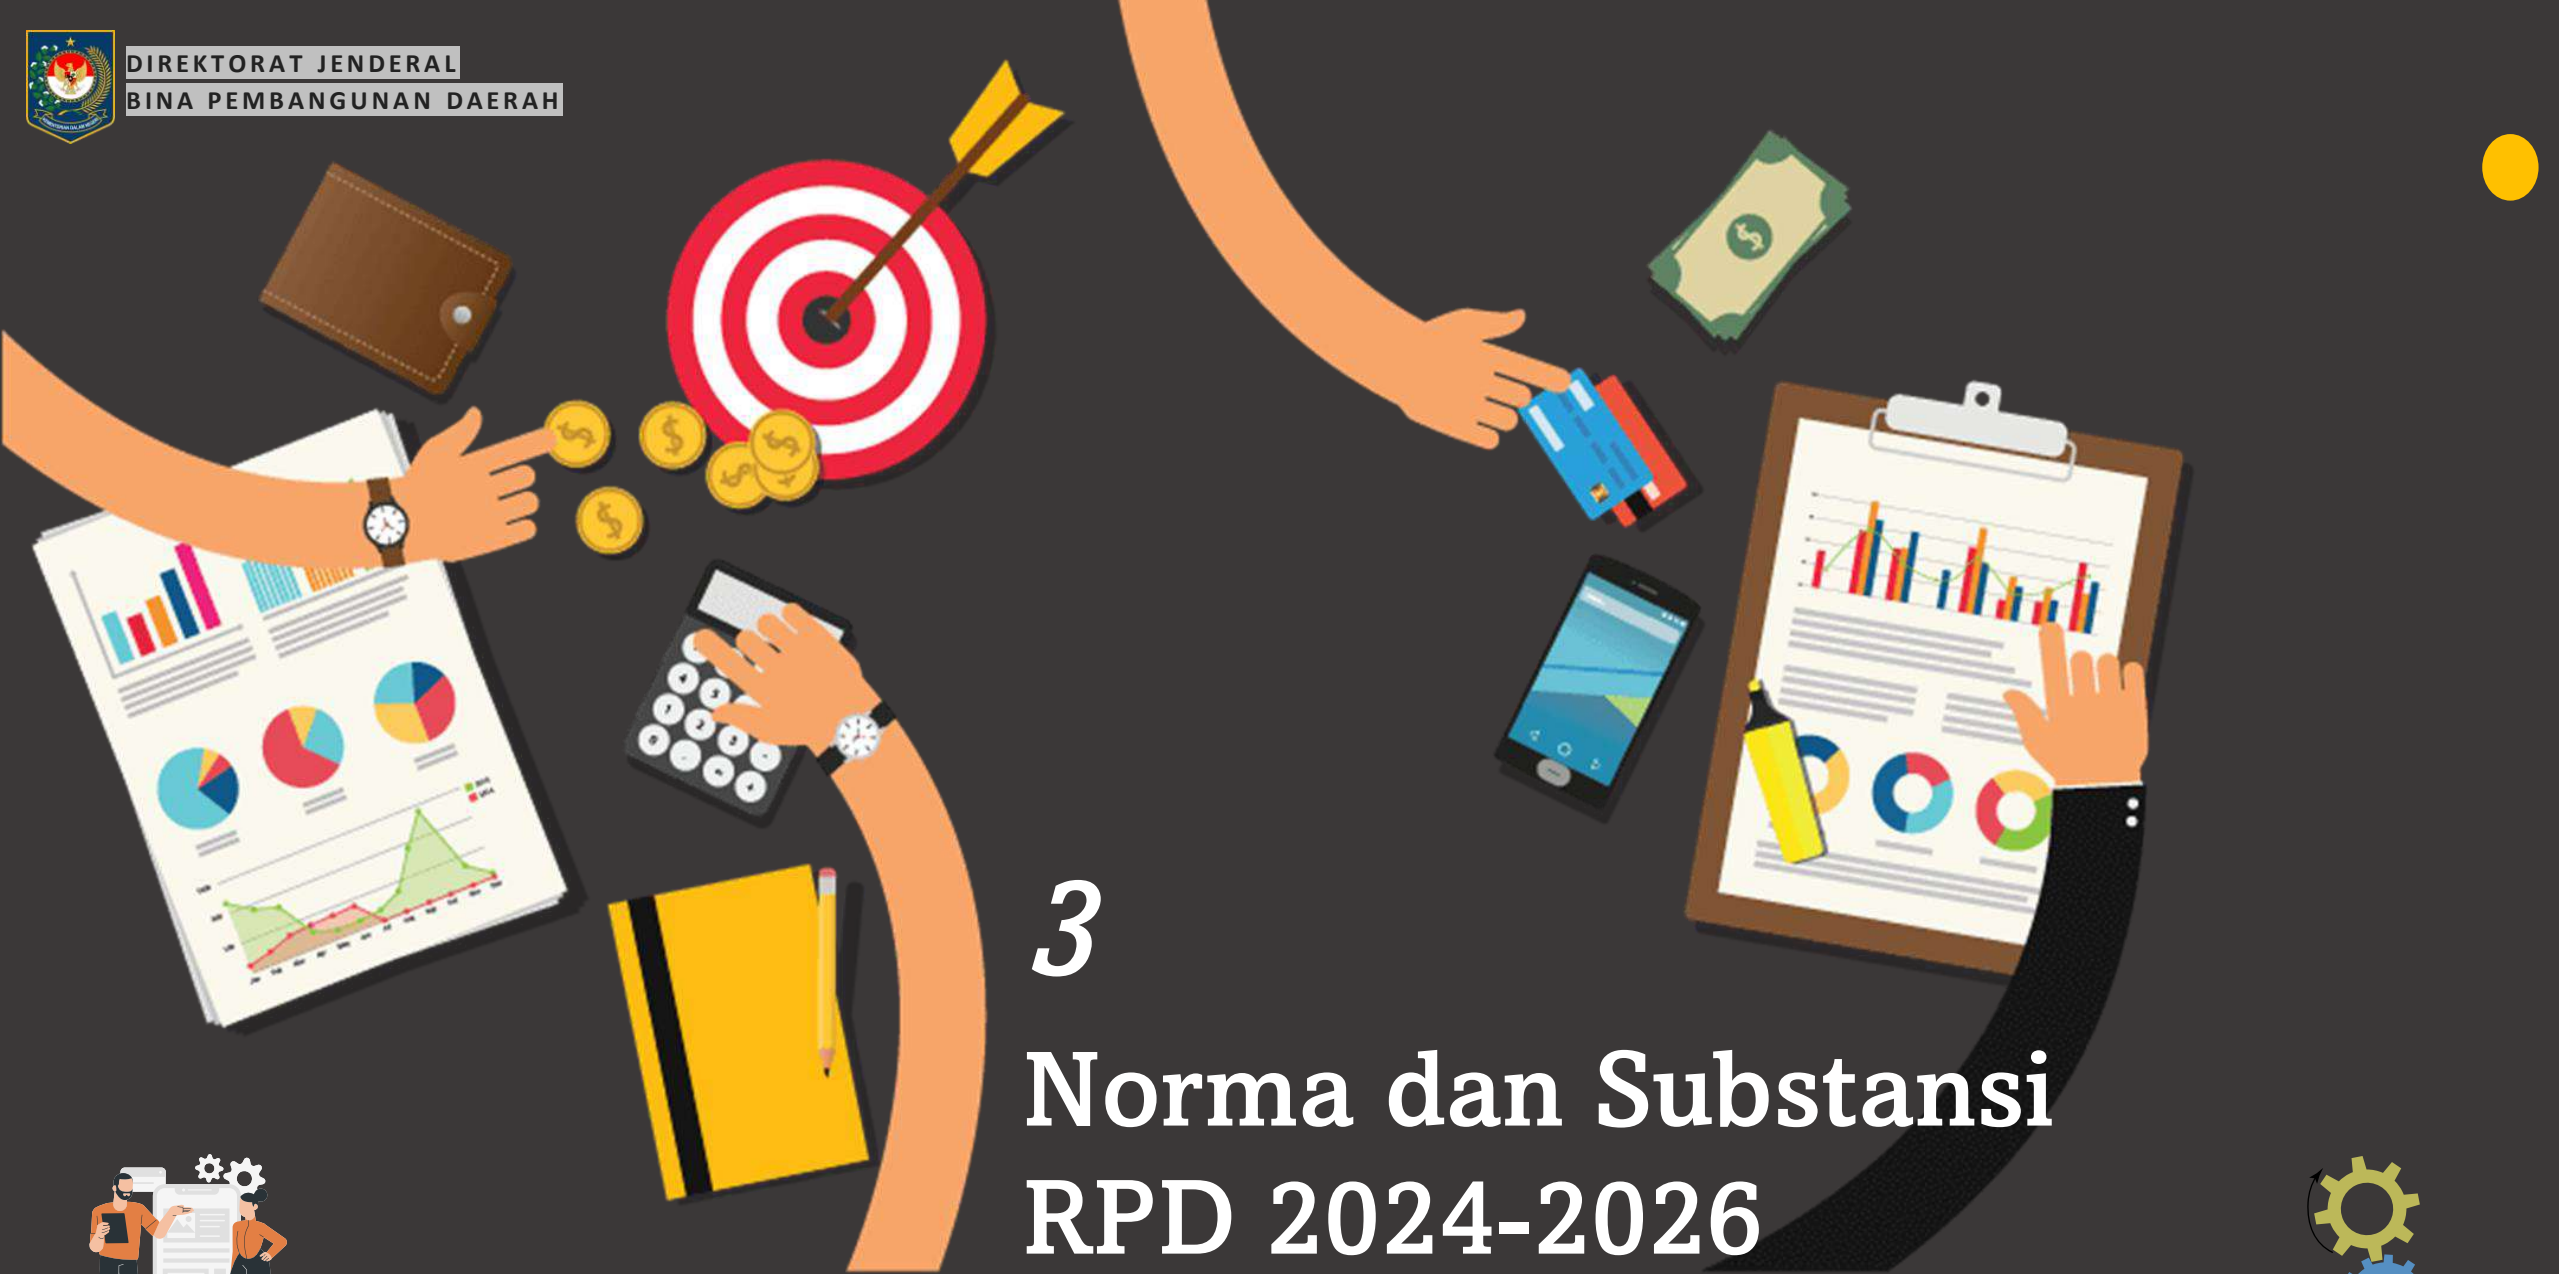 DIREKTORAT JENDERAL
BINA PEMBANGUNAN DAERAH
3
Norma dan Substansi
RPD 2024-2026